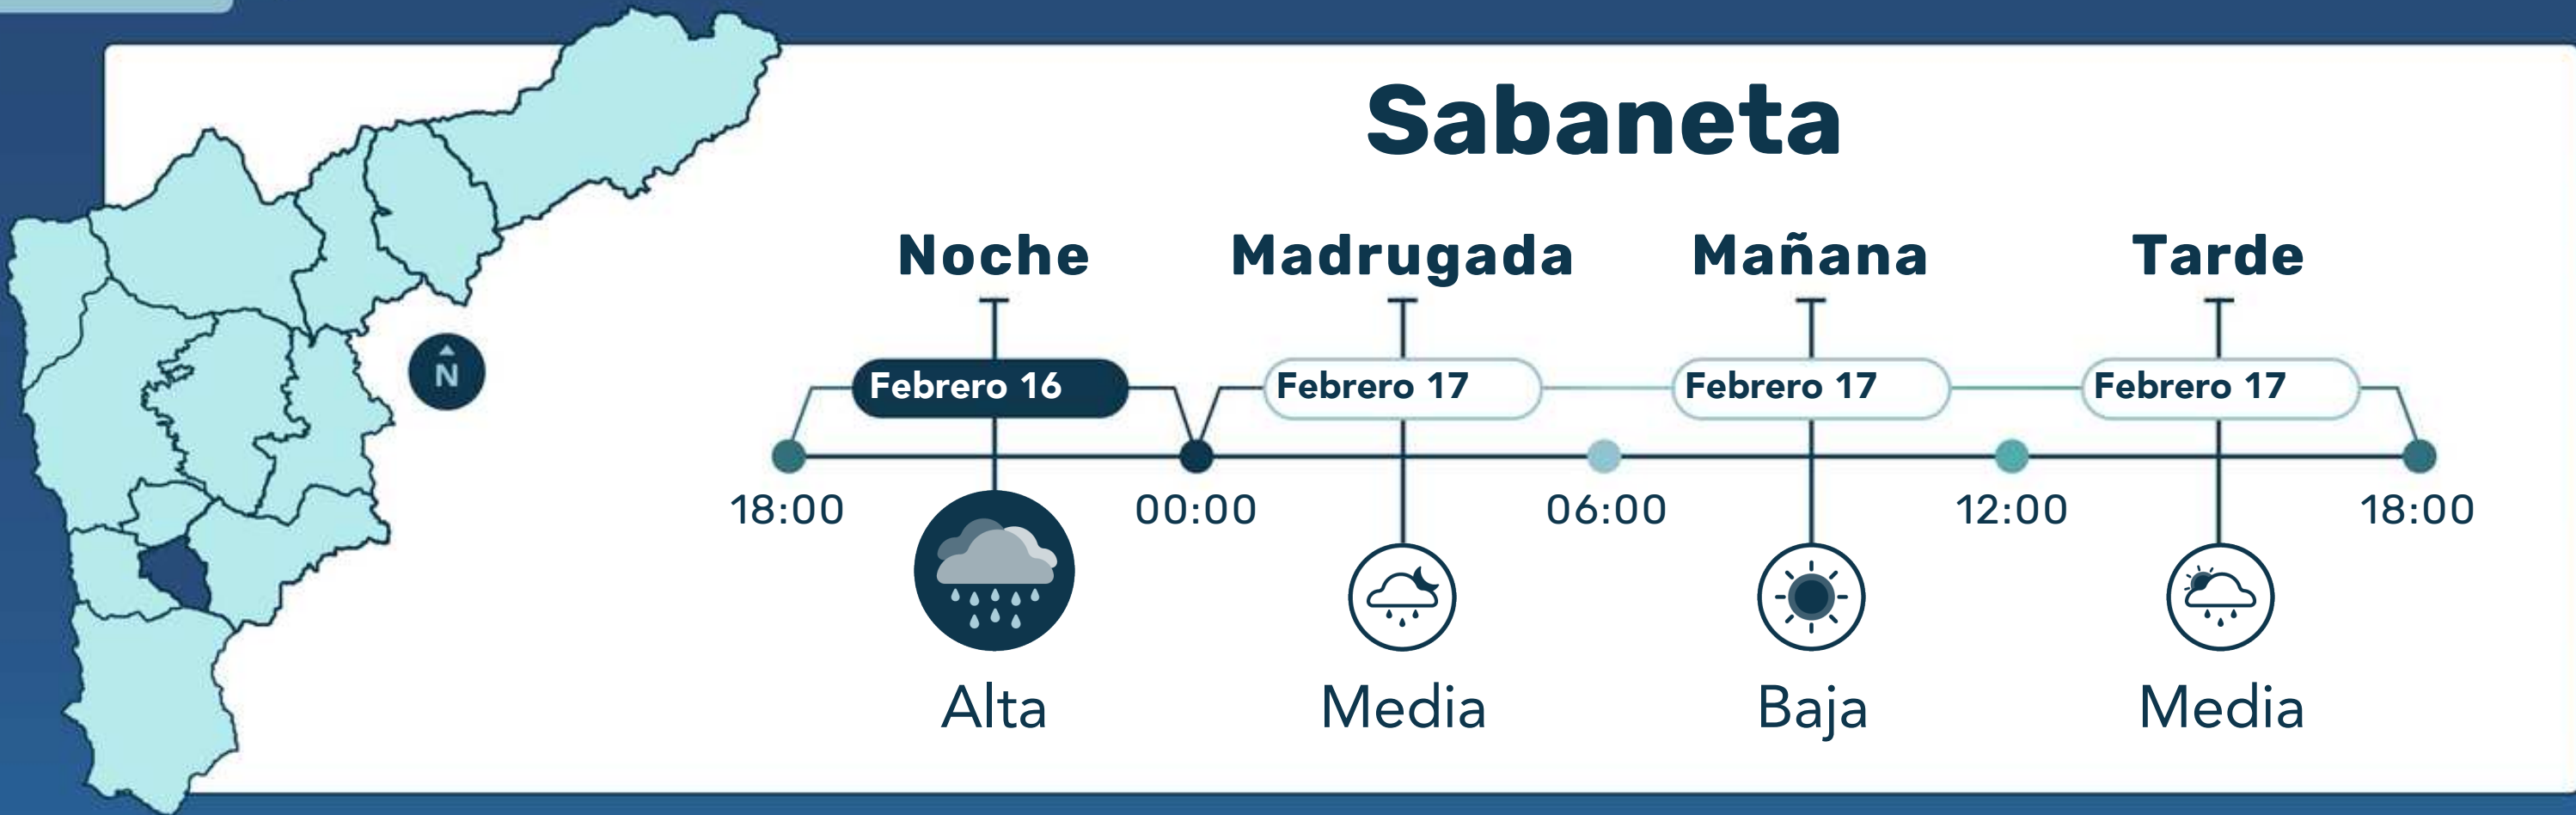 Sabaneta
Noche Madrugada Mañana Tarde
Febrero 16 Febrero 17 Febrero 17 Febrero 17
N
18:00 00:00 06:00 12:00 18:00
Alta Media Baja Media